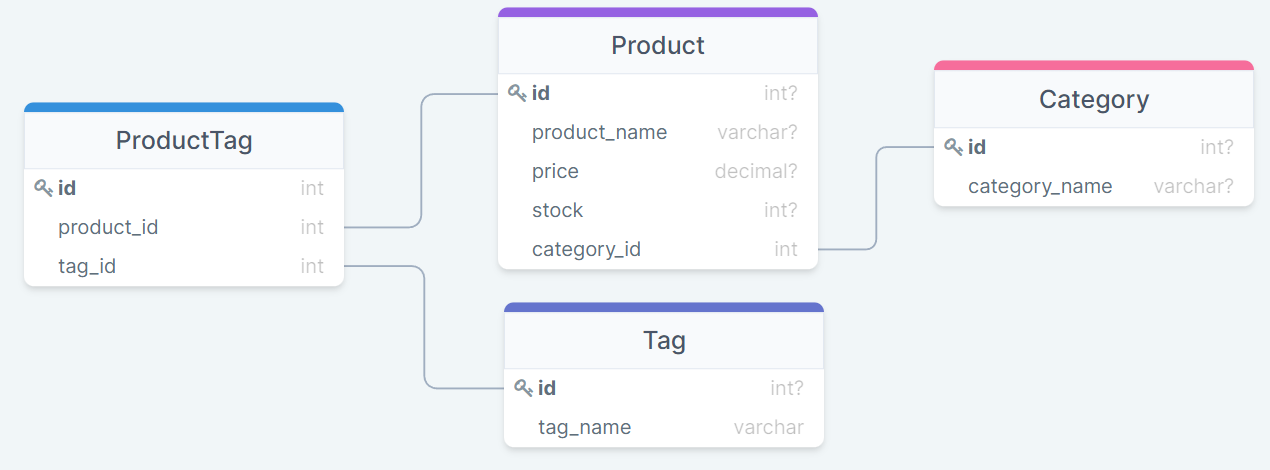 ProductTag
id int
product_id int
tag_id int
Product
id int?
product_name varchar?
price decimal?
stock int?
category_id int
Tag
id int?
tag_name varchar
Category
id int?
category_name varchar?